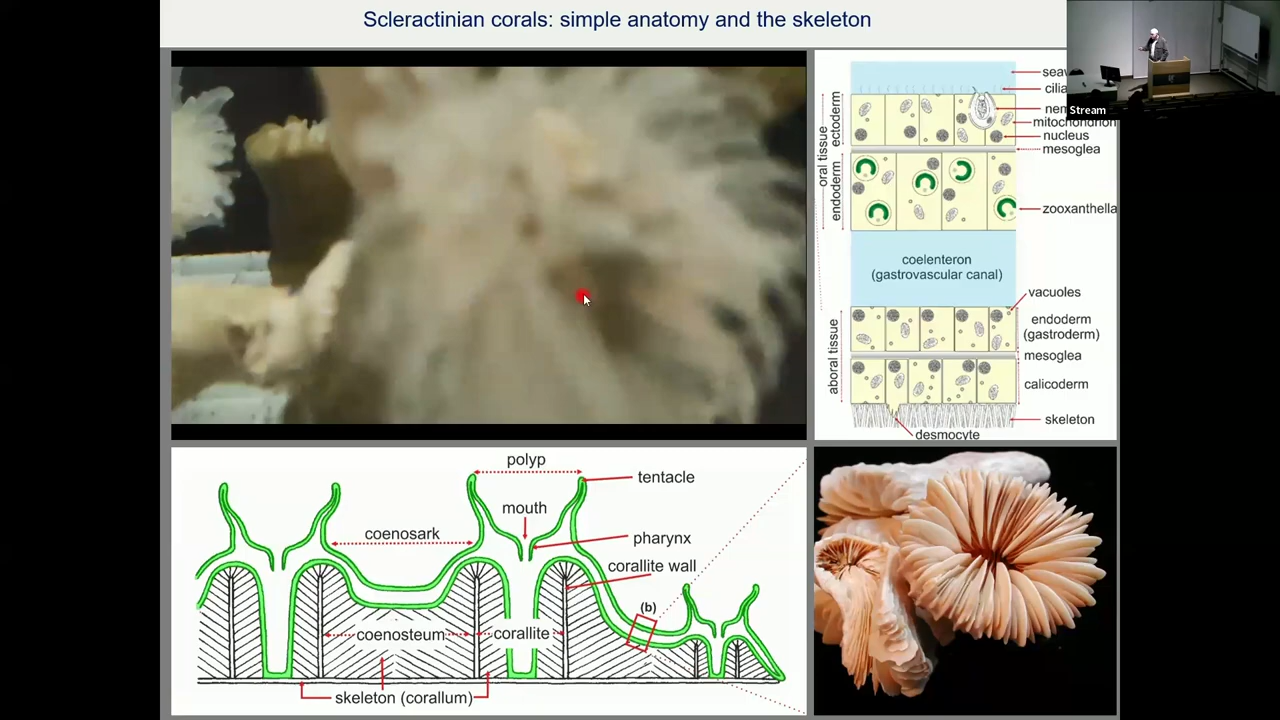 Scleractinian corals: simple anatomy and the skeleton
Stream
ectoderm
oral tissue
endoderm
cilia
mitochondrion
nucleus
mesoglea
zooxanthella
coelenteron
(gastrovascular canal)
vacuoles
endoderm
(gastroderm)
aboral tissue
mesoglea
calicoderm
skeleton
desmocyte
polyp
tentacle
mouth
coenosark
pharynx
corallite wall
(b)
coenosteum
corallite
skeleton (corallum)